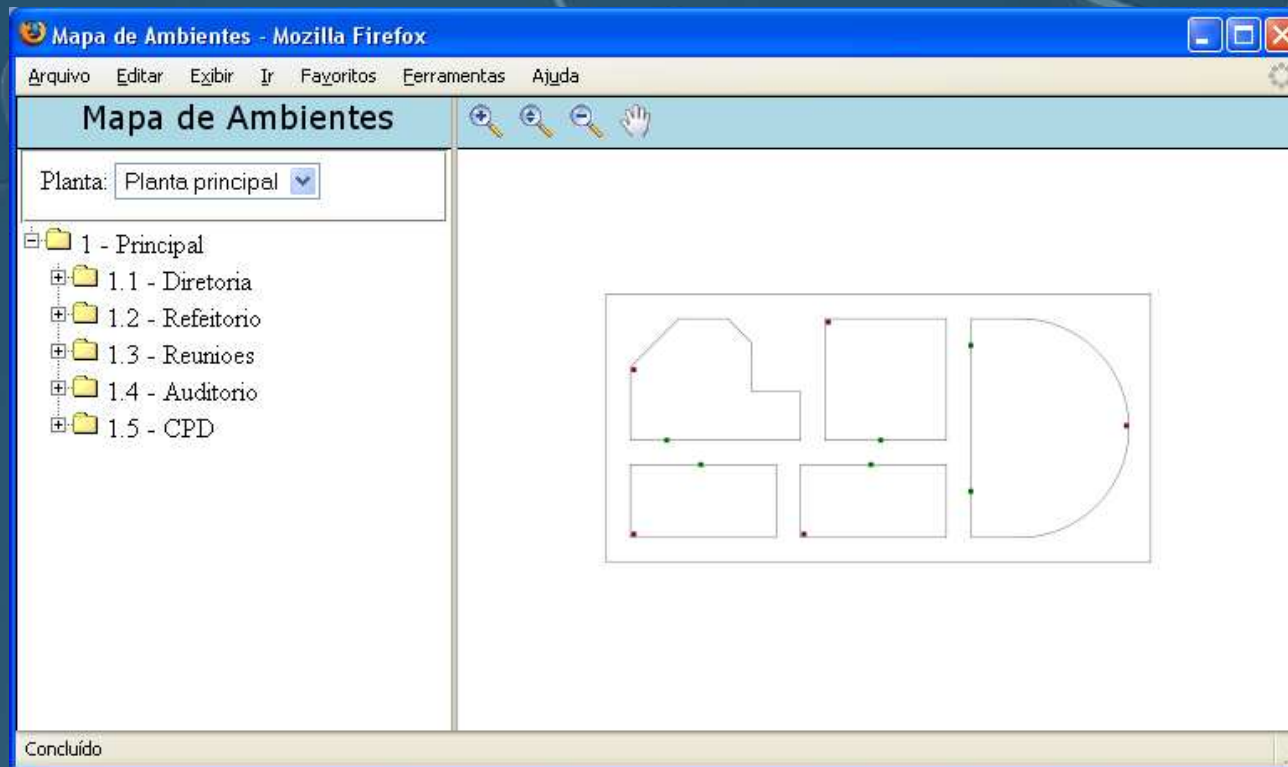 Mapa de Ambientes - Mozilla Firefox
Arquivo Editar Exibir Ir Favoritos Ferramentas Ajuda
Mapa de Ambientes
Planta: Planta principal
1 - Principal
1.1 - Diretoria
1.2 - Refeitorio
1.3 - Reunioes
1.4 - Auditorio
1.5 - CPD
Concluído